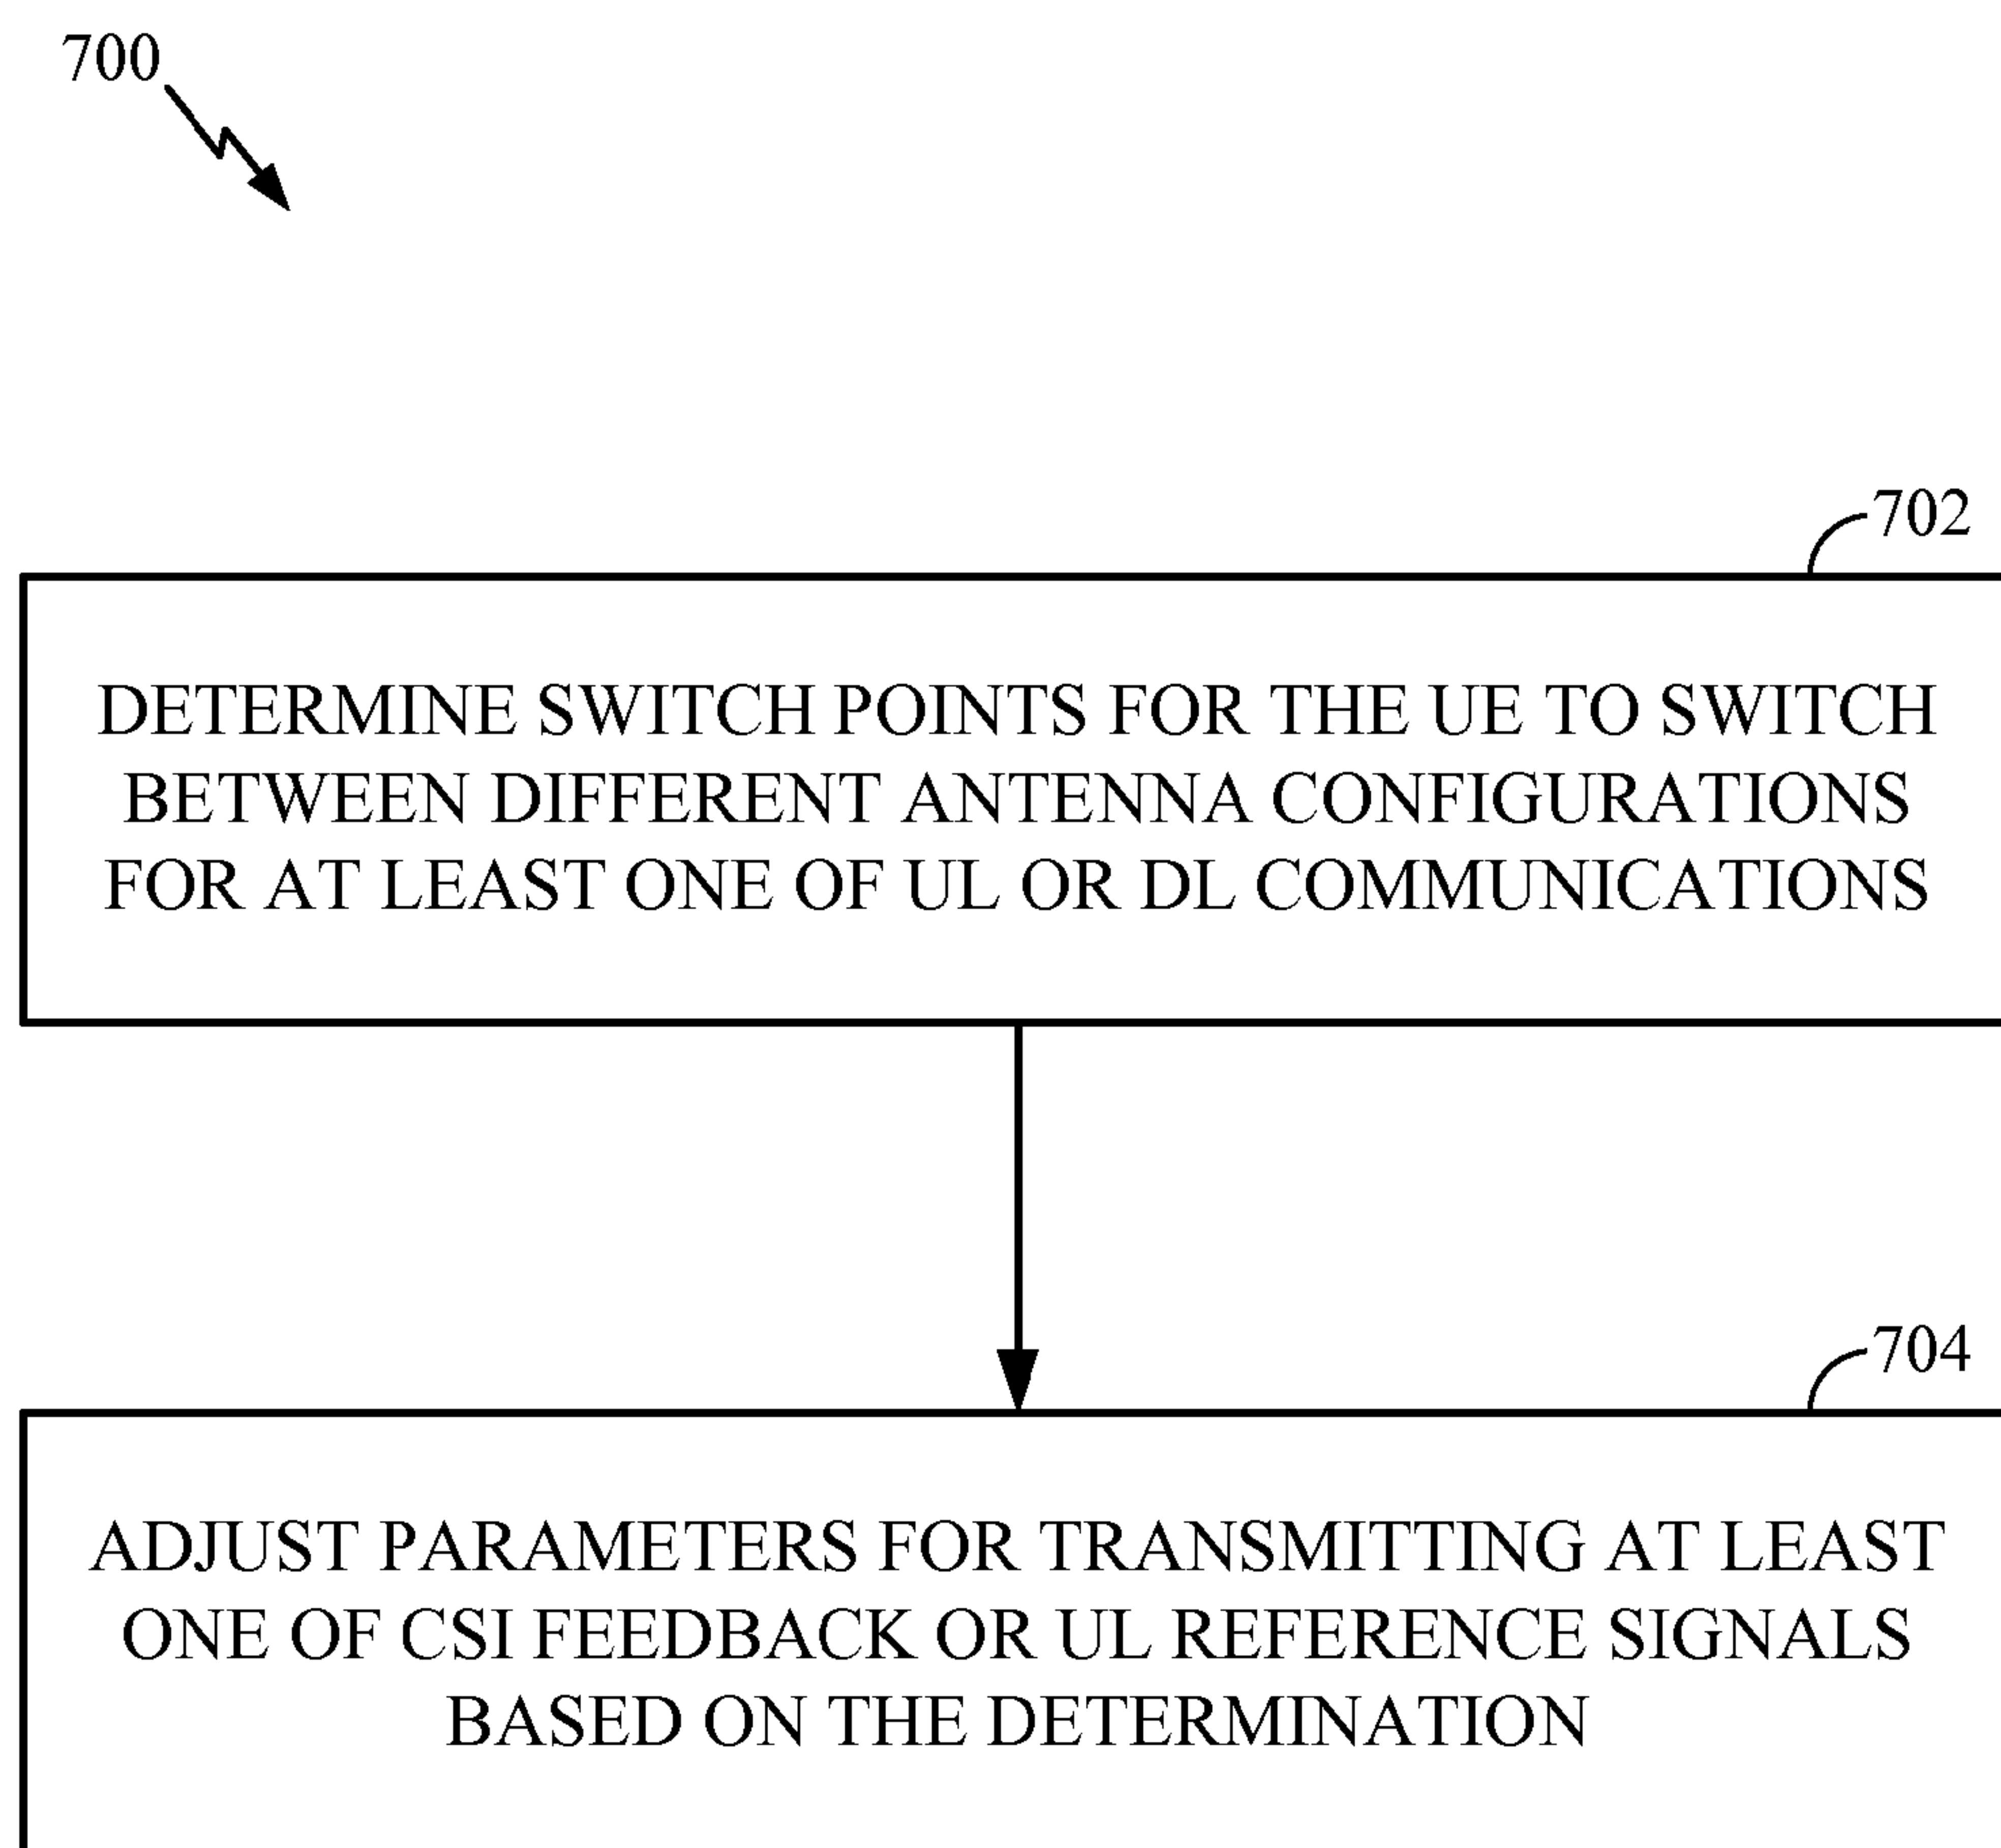 700
702
DETERMINE SWITCH POINTS FOR THE UE TO SWITCH
BETWEEN DIFFERENT ANTENNA CONFIGURATIONS
FOR AT LEAST ONE OF UL OR DL COMMUNICATIONS
704
ADJUST PARAMETERS FOR TRANSMITTING AT LEAST
ONE OF CSI FEEDBACK OR UL REFERENCE SIGNALS
BASED ON THE DETERMINATION